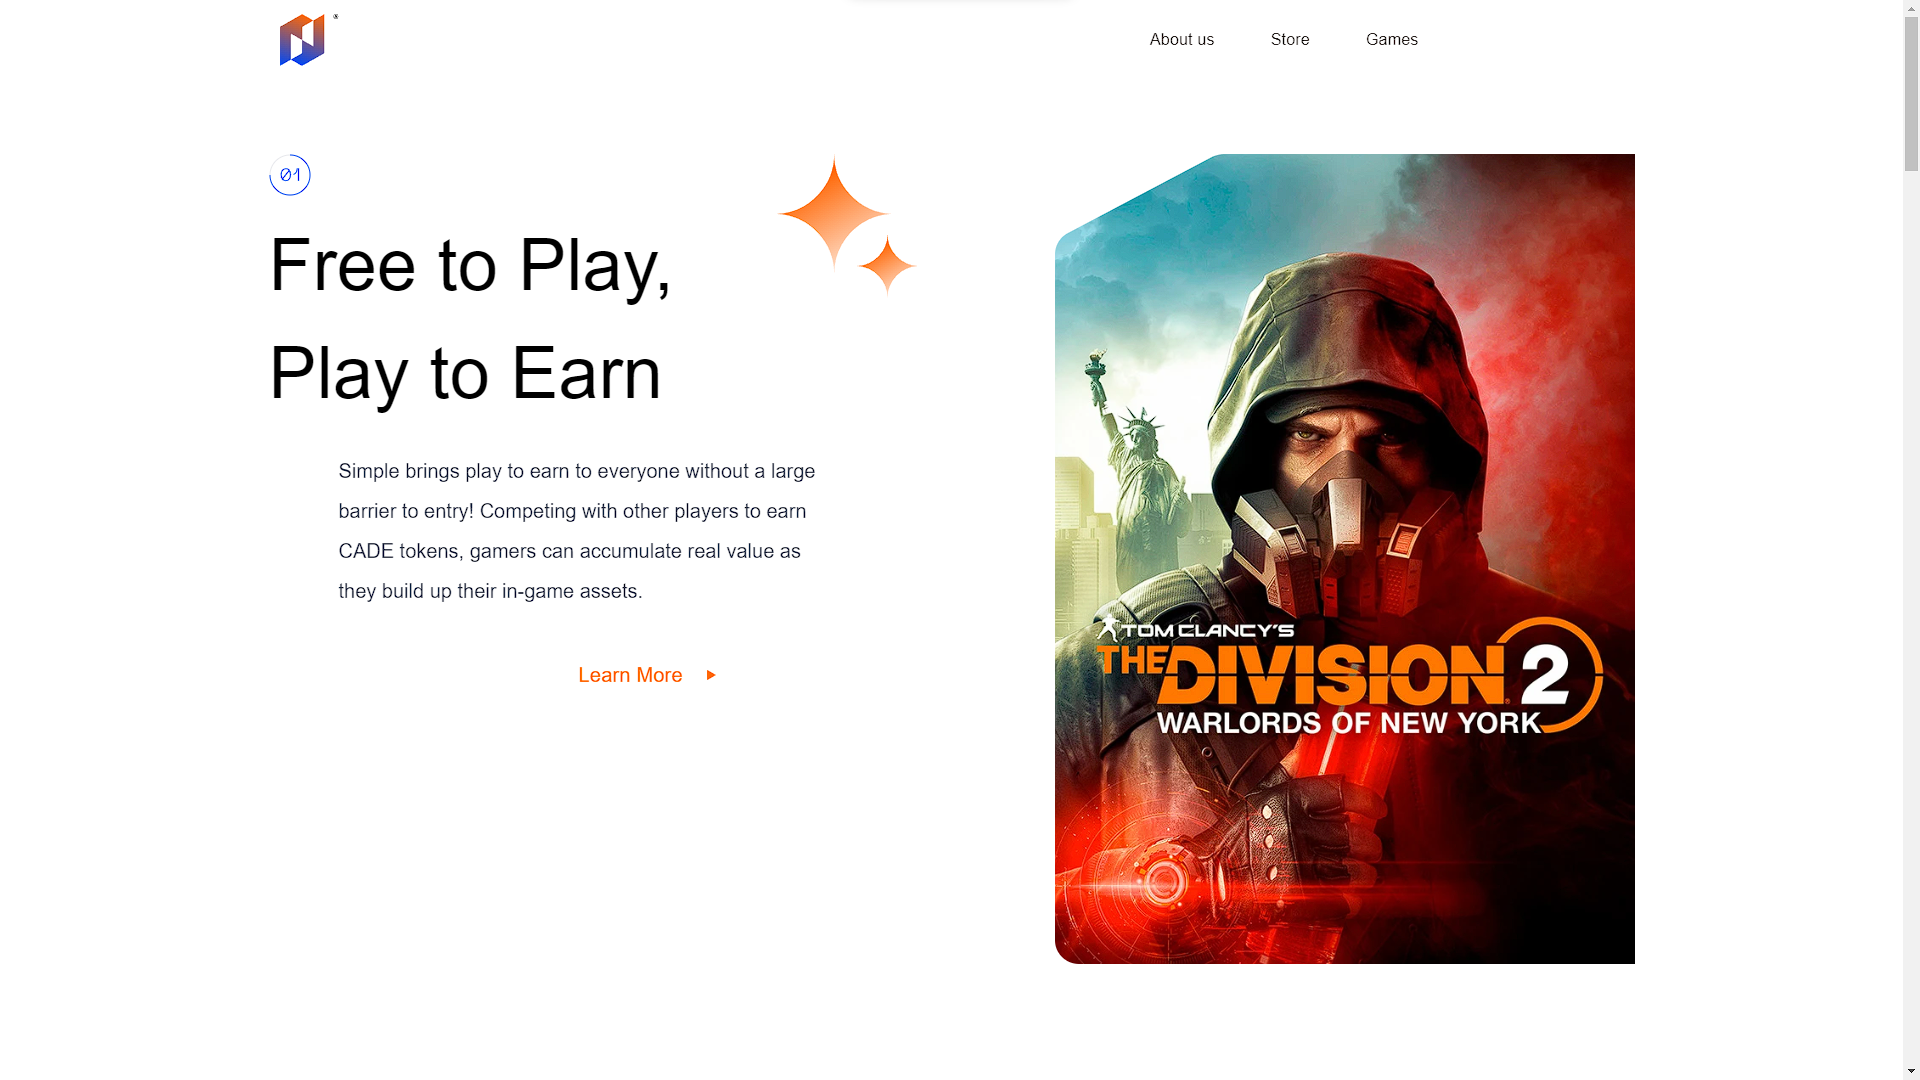 About us
Store
Games
01
Free to Play,
Play to Earn
Simple brings play to earn to everyone without a large
barrier to entry! Competing with other players to earn
CADE tokens, gamers can accumulate real value as
they build up their in-game assets.
Learn More
TOM CLANCY'S
THE DIVISION 2
WARLORDS OF NEW YORK